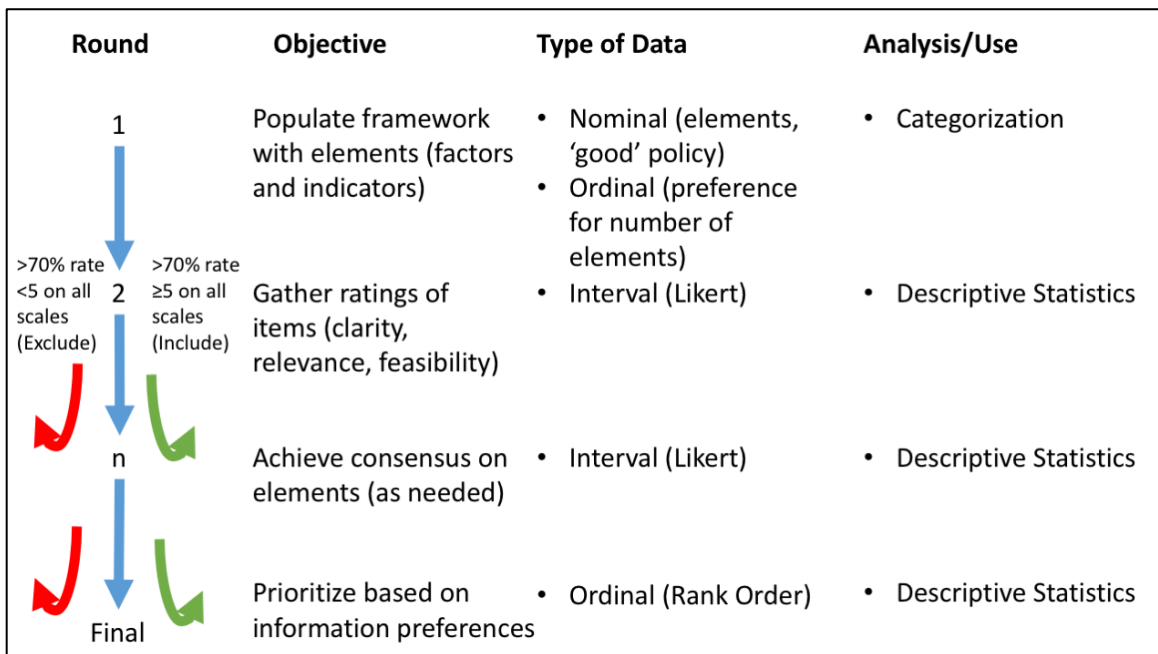 Round Objective Type of Data Analysis/Use
1
Populate framework
with elements (factors
and indicators)
• Nominal (elements,
‘good’ policy)
• Ordinal (preference
for number of
elements)
• Categorization
>70% rate
<5 on all
scales
(Exclude)
2
>70% rate
≥5 on all
scales
(Include)
Gather ratings of
items (clarity,
relevance, feasibility)
• Interval (Likert)
• Descriptive Statistics
n
Achieve consensus on
elements (as needed)
• Interval (Likert)
• Descriptive Statistics
Final
Prioritize based on
information preferences
• Ordinal (Rank Order)
• Descriptive Statistics